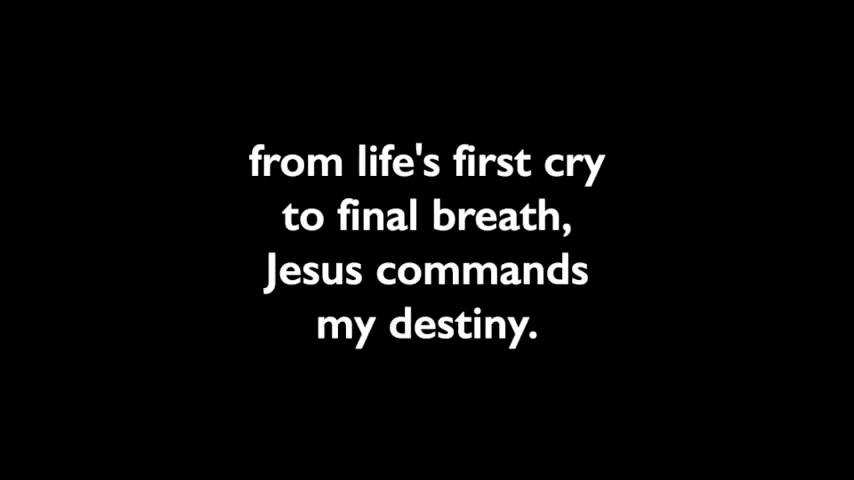 from life's first cry
to final breath,
Jesus commands
my destiny.